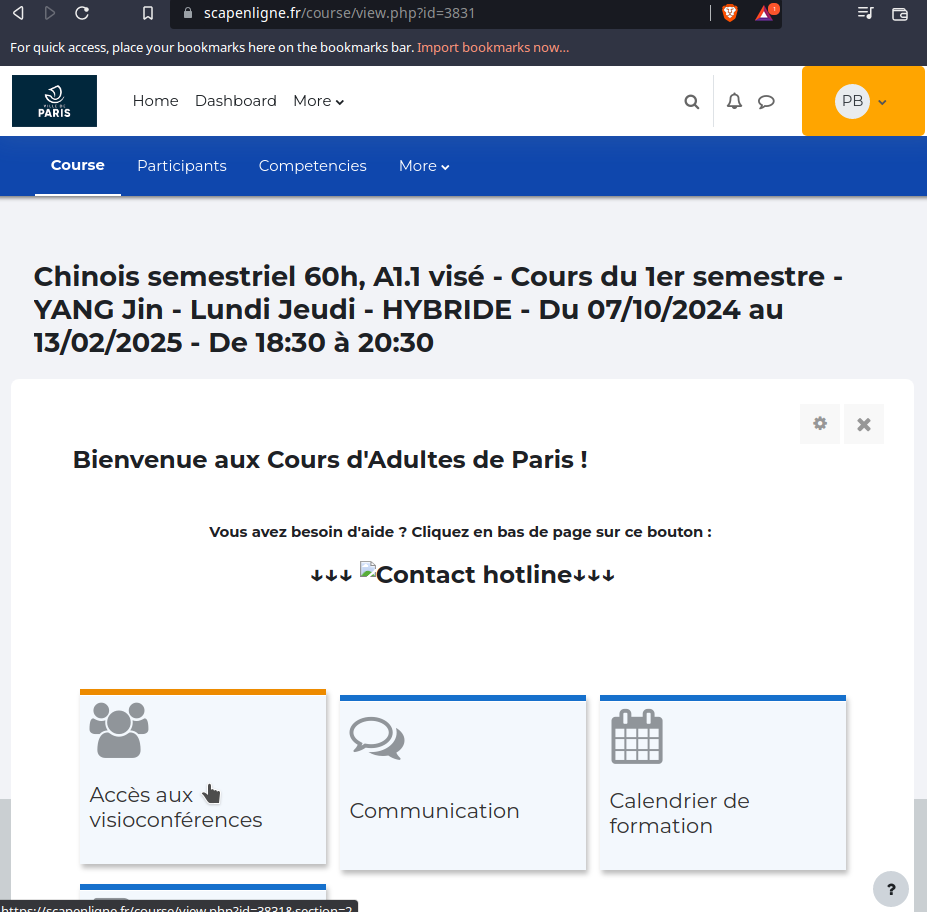 scapenligne.fr/course/view.php?id=3831
1
For quick access, place your bookmarks here on the bookmarks bar. Import bookmarks now...
VILLE DE
PARIS
Home Dashboard More
PB
Course Participants Competencies More
Chinois semestriel 60h, A1.1 visé - Cours du 1er semestre -
YANG Jin - Lundi Jeudi - HYBRIDE - Du 07/10/2024 au
13/02/2025 - De 18:30 à 20:30
Bienvenue aux Cours d'Adultes de Paris !
Vous avez besoin d'aide ? Cliquez en bas de page sur ce bouton :
↓↓↓ Contact hotline↓↓↓
Accès aux
visioconférences
Communication
Calendrier de
formation
?
https://scapenligne.fr/course/view.php?id=3831&section=2